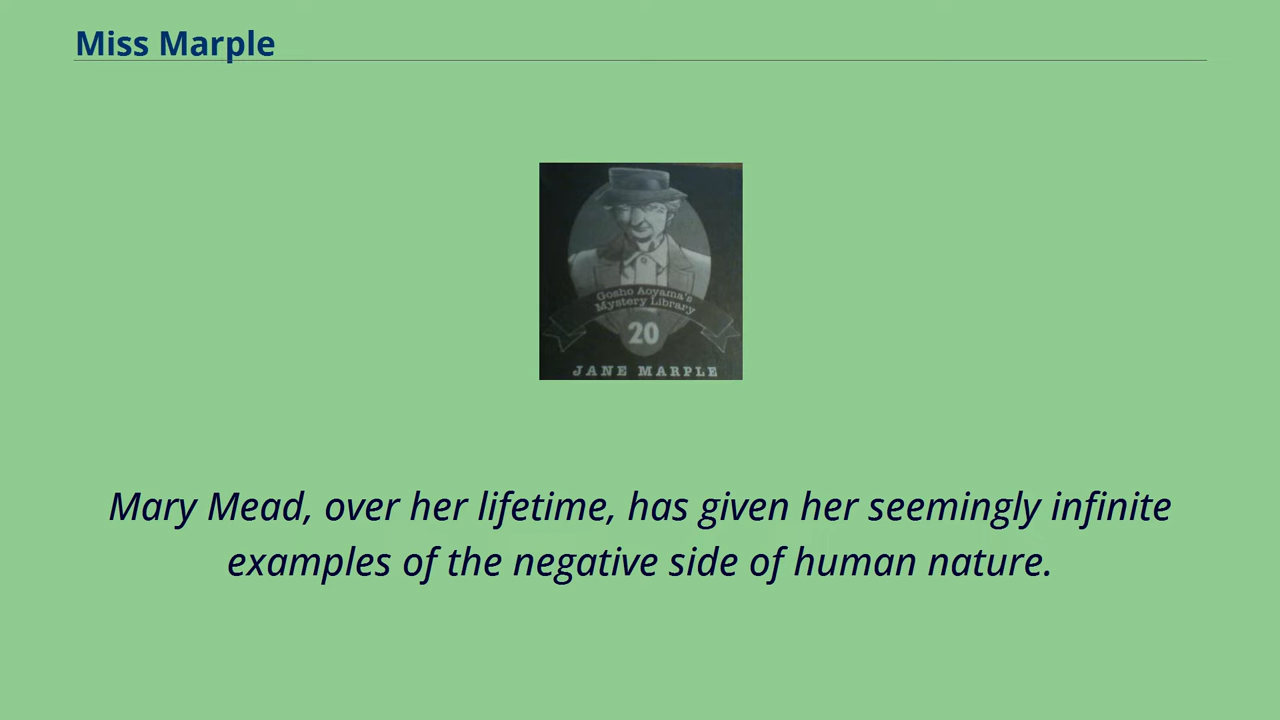 Miss Marple
Gosho Aoyama's
Mystery Library
20
JANE MARPLE
Mary Mead, over her lifetime, has given her seemingly infinite
examples of the negative side of human nature.